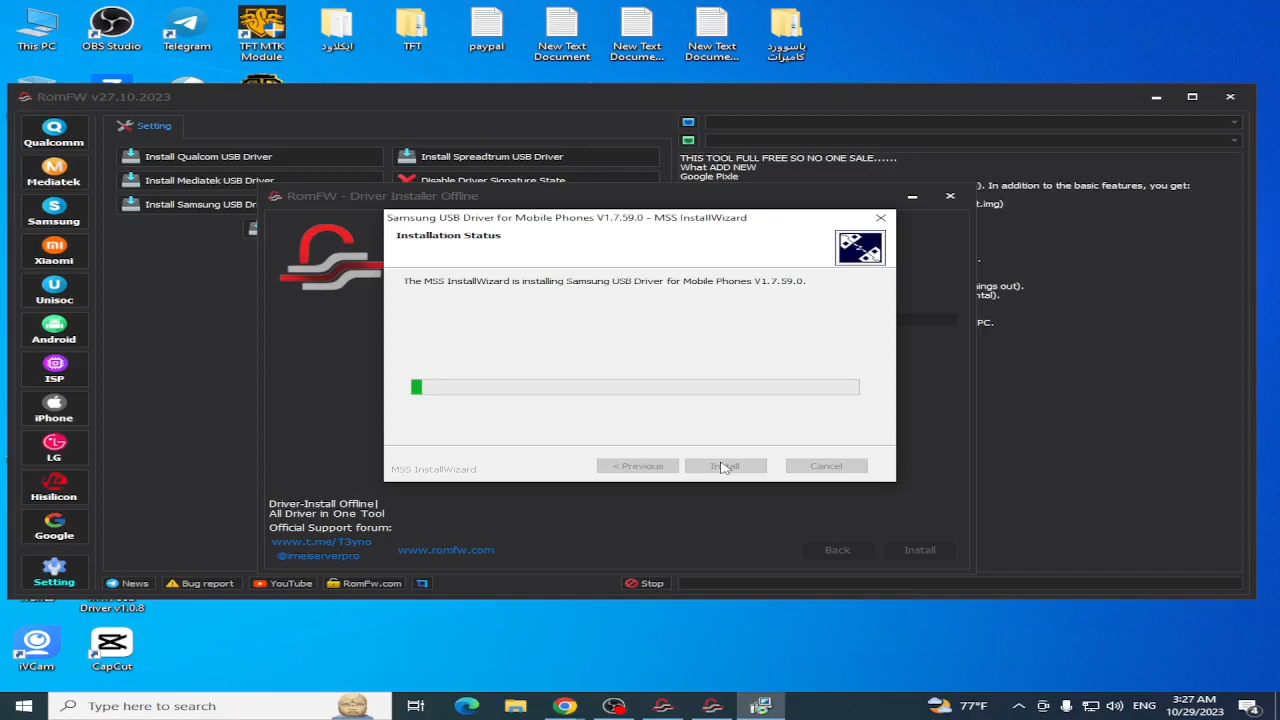 This PC
OBS Studio
Telegram
TFT MTK
Module
ايكلاود
TFT
paypal
New Text
Document
New Text
Docume...
New Text
Docume...
باسوورد
كامیرات
RomFW v27.10.2023
Qualcomm
Mediatek
Samsung
Xiaomi
Unisoc
Android
ISP
iPhone
LG
Hisilicon
Google
Setting
Setting
Install Qualcom USB Driver
Install Spreadtrum USB Driver
Install Mediatek USB Driver
Disable Driver Signature State
Install Samsung USB Dr
THIS TOOL FULL FREE SO NO ONE SALE......
What ADD NEW
Google Pixle
). In addition to the basic features, you get:
.img)
ings out).
ntal).
PC.
RomFW - Driver Installer Offline
Samsung USB Driver for Mobile Phones V1.7.59.0 - MSS InstallWizard
Installation Status
The MSS InstallWizard is installing Samsung USB Driver for Mobile Phones V1.7.59.0.
MSS InstallWizard
< Previous
Install
Cancel
Driver-Install Offline|
All Driver in One Tool
Official Support forum:
www.t.me/T3yno
@imeiserverpro
www.romfw.com
Back
Install
News
Bug report
YouTube
RomFw.com
Stop
Driver v1.0.8
iVCam
CapCut
Type here to search
77°F
3:27 AM
10/29/2023
4